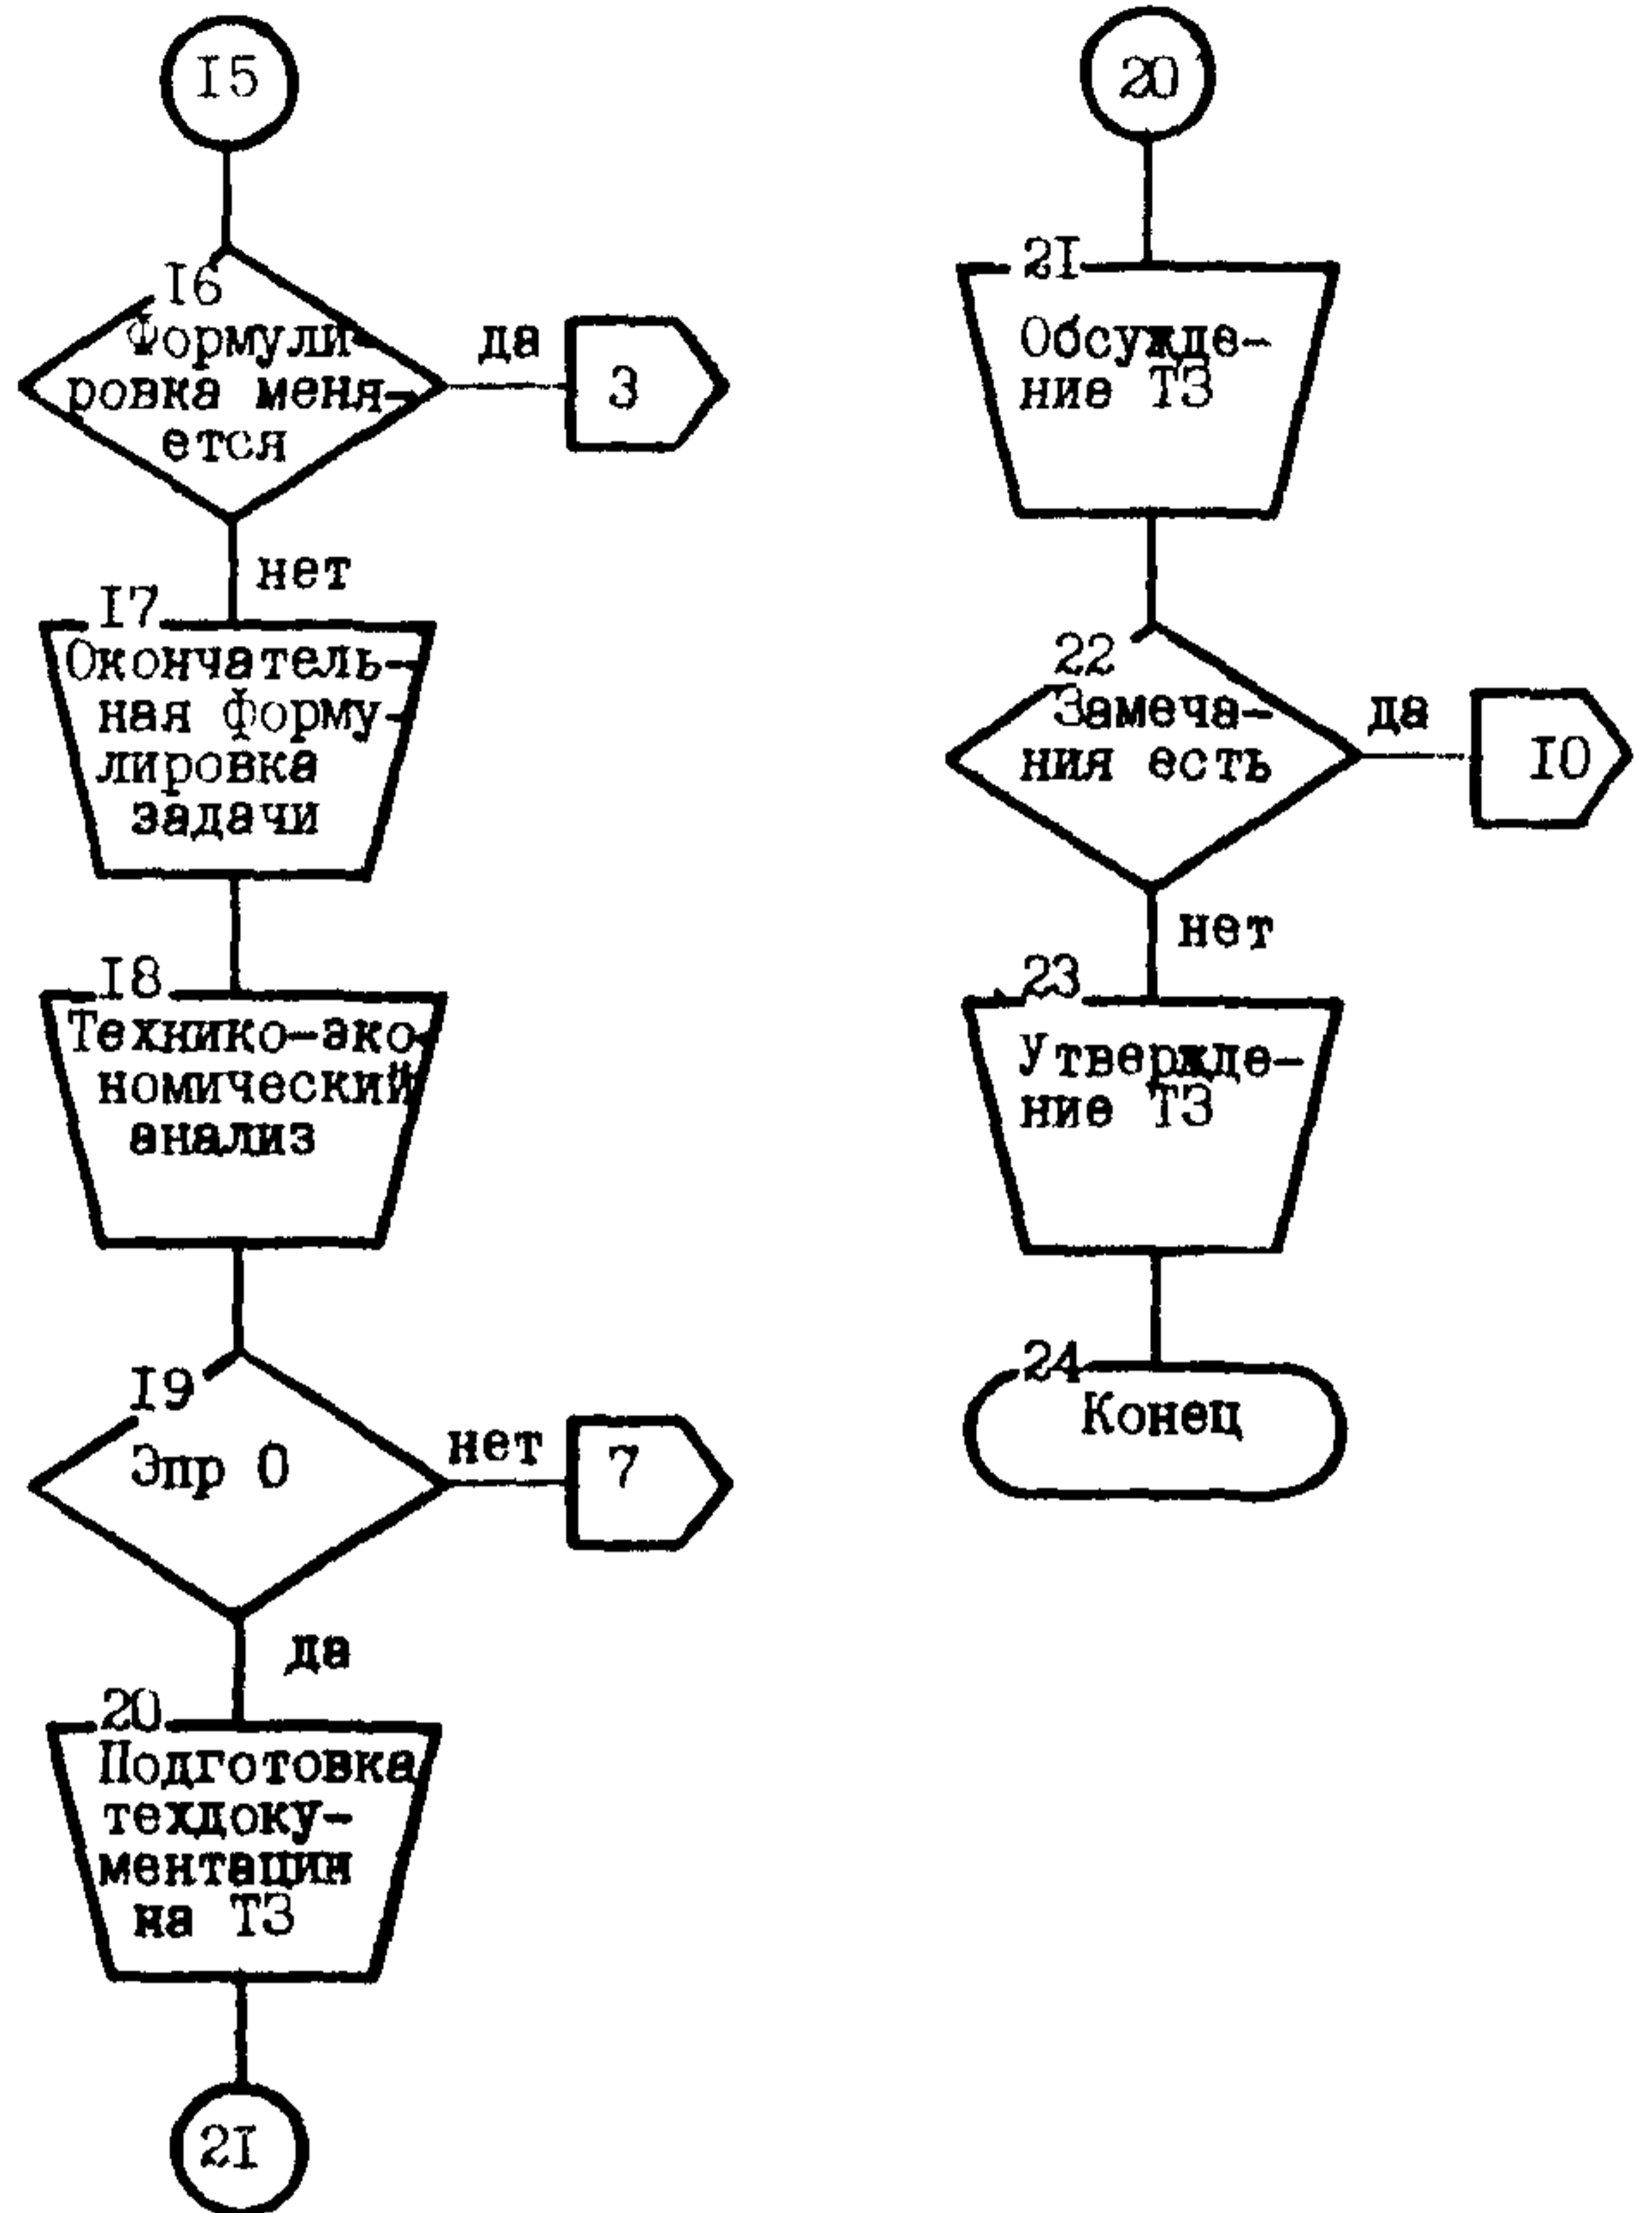 I5
I6
Формули
ровка меня-
ется
да
3
нет
I7
Окончатель-
ная форму-
лировка
задачи
I8
Технико-эко
номический
анализ
I9
Эпр 0
нет
7
да
20
Подготовка
техдоку-
ментации
на ТЗ
2I
20
2I
Обсужде-
ние ТЗ
22
Замеча-
ния есть
да
I0
нет
23
Утвержде-
ние ТЗ
24
Конец